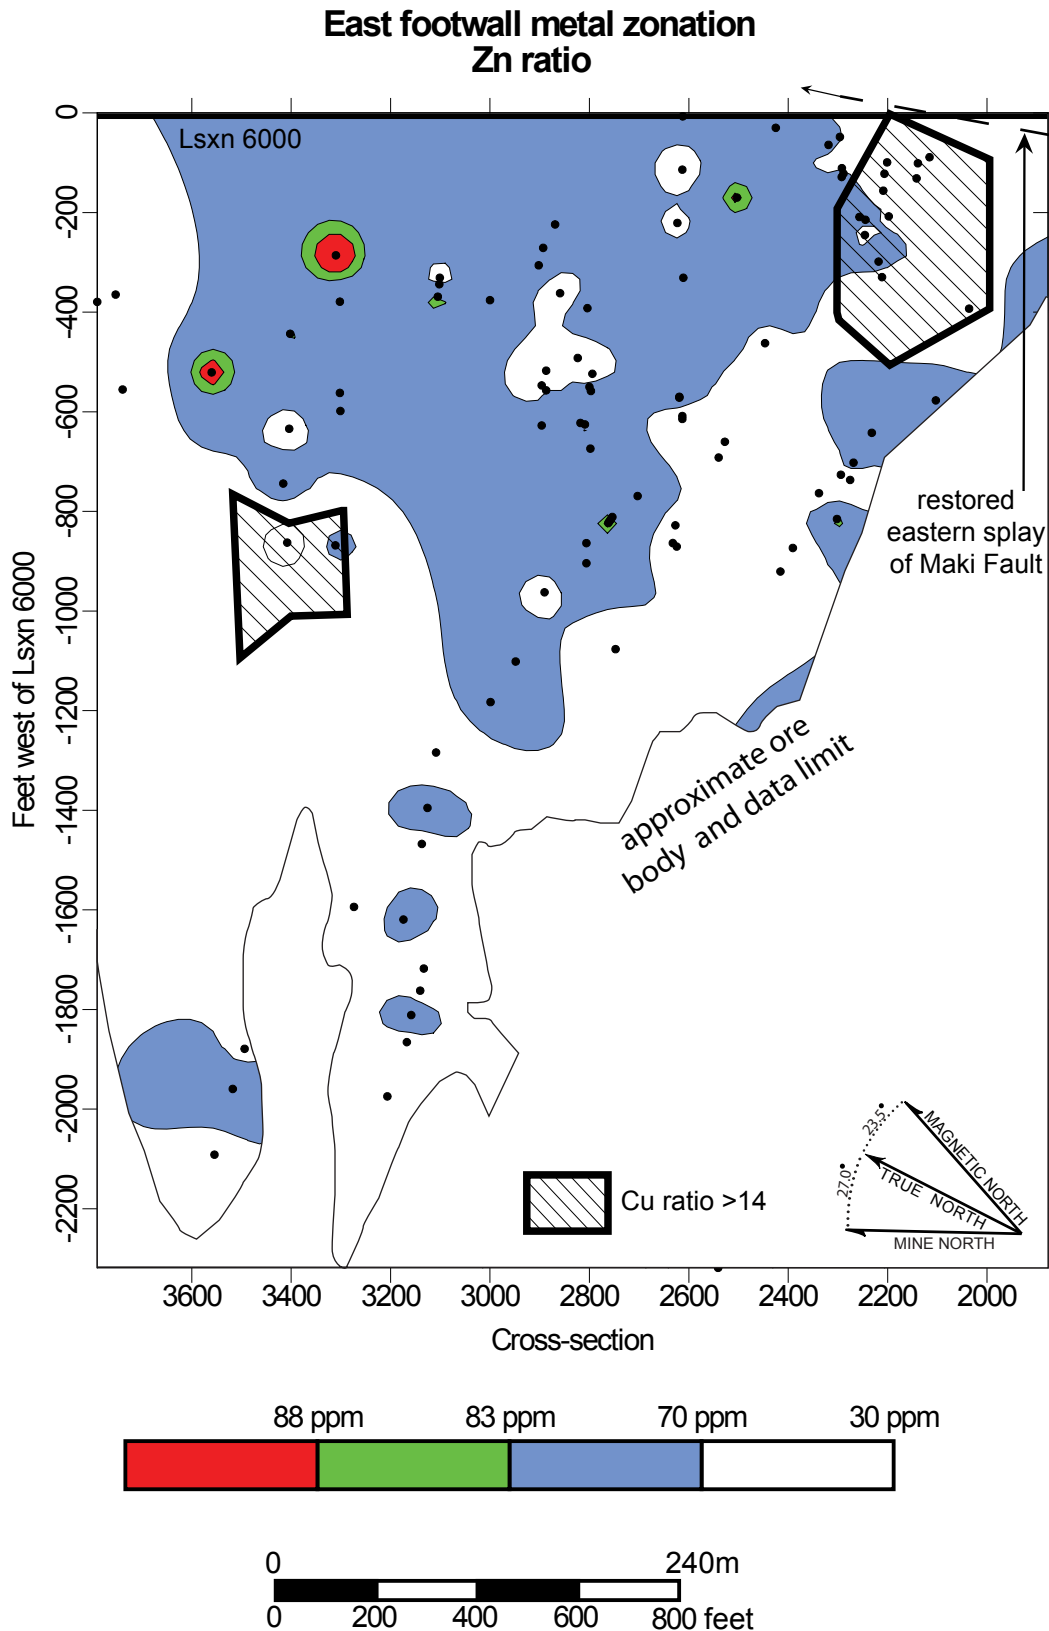 East footwall metal zonation
Zn ratio
Lsxn 6000
0
-200
-400
-600
-800
-1000
-1200
-1400
-1600
-1800
-2000
-2200
Feet west of Lsxn 6000
restored
eastern splay
of Maki Fault
approximate ore
body and data limit
Cu ratio >14
23.5
27.0
MAGNETIC NORTH
TRUE NORTH
MINE NORTH
3600 3400 3200 3000 2800 2600 2400 2200 2000
Cross-section
88 ppm 83 ppm 70 ppm 30 ppm
0 240m
0 200 400 600 800 feet